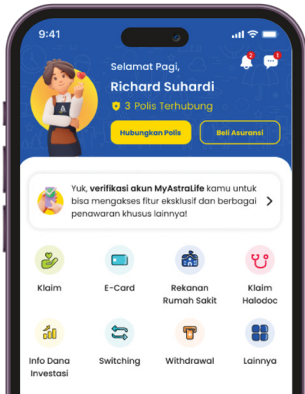 9:41
Selamat Pagi,
Richard Suhardi
3 Polis Terhubung
Hubungkan Polis
Beli Asuransi
Yuk, verifikasi akun MyAstraLife kamu untuk
bisa mengakses fitur eksklusif dan berbagai
penawaran khusus lainnya!
Klaim
E-Card
Rekanan
Rumah Sakit
Klaim
Halodoc
Info Dana
Investasi
Switching
Withdrawal
Lainnya